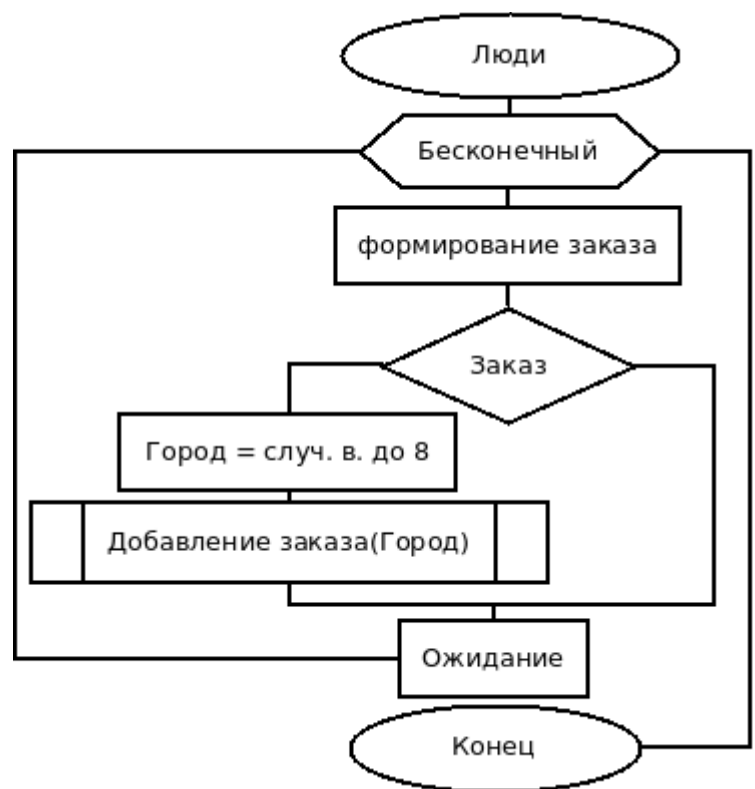 Люди
Бесконечный
формирование заказа
Заказ
Город = случ. в. до 8
Добавление заказа(Город)
Ожидание
Конец